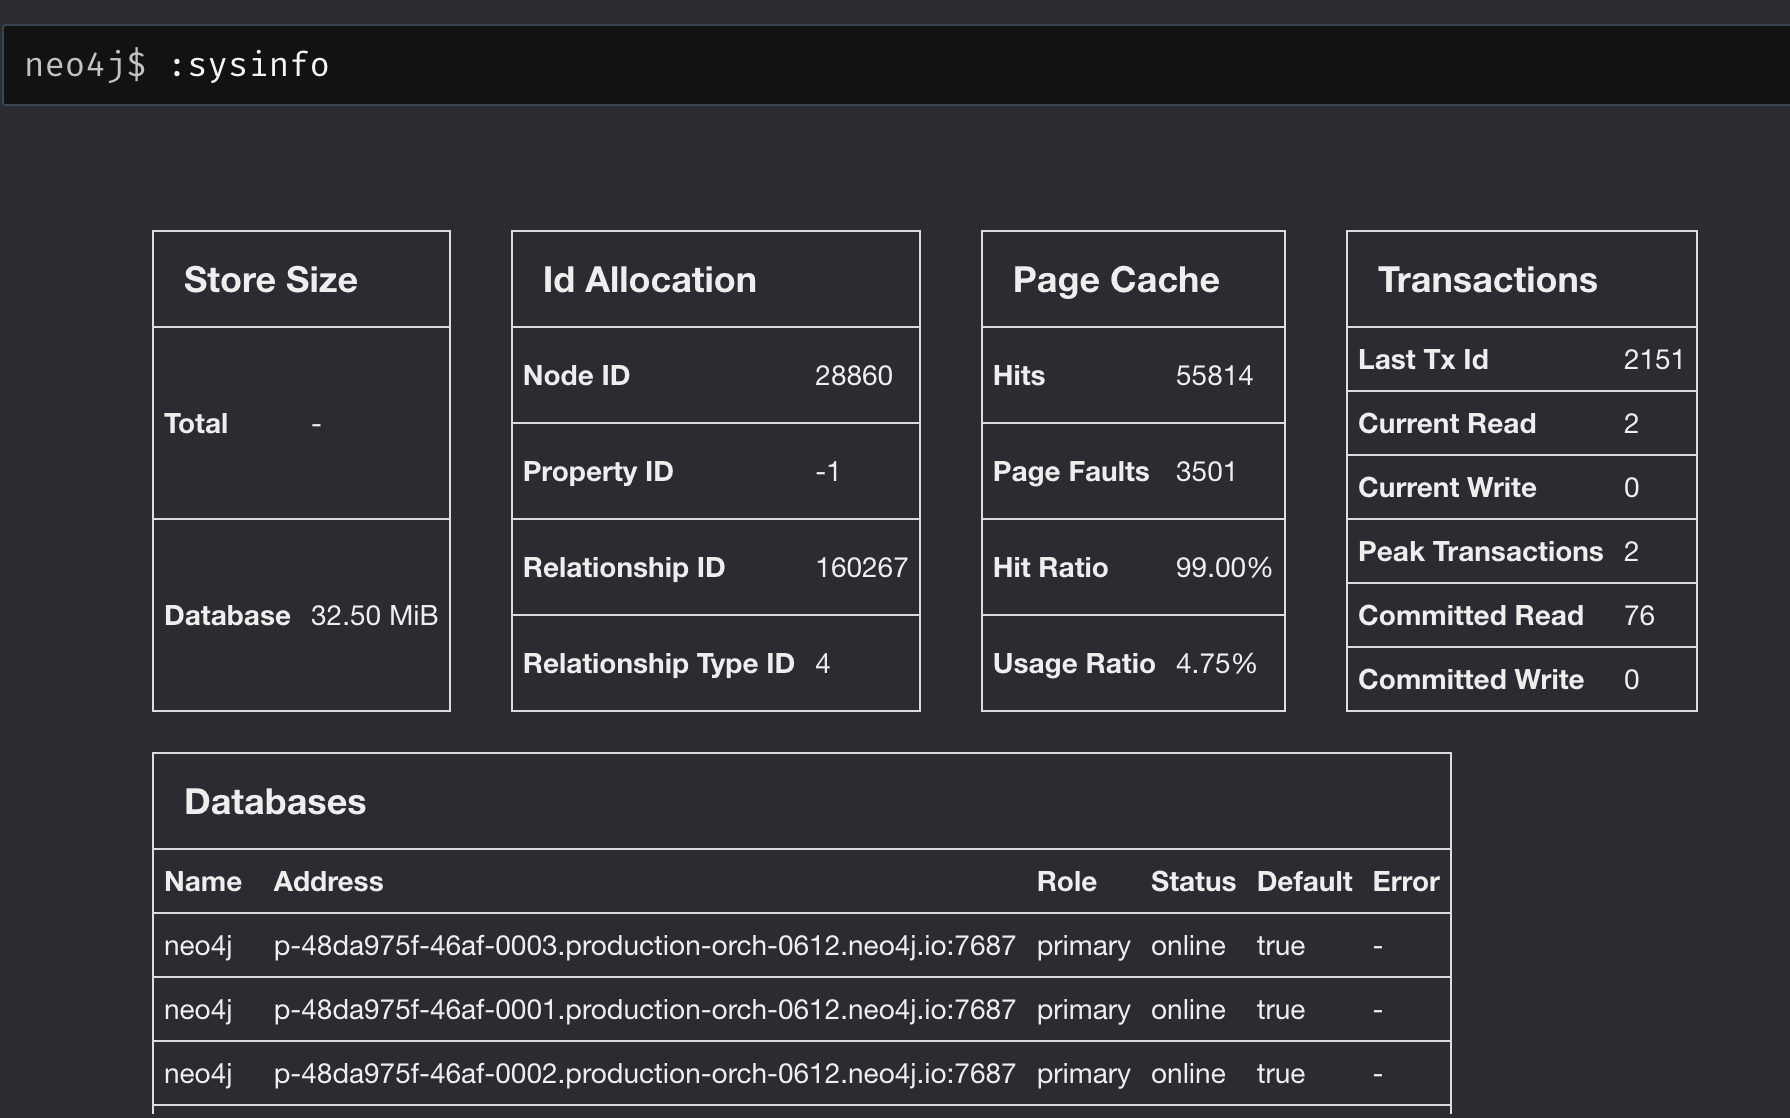 neo4j$ :sysinfo
Store Size
Total -
Database 32.50 MiB
Id Allocation
Node ID 28860
Property ID -1
Relationship ID 160267
Relationship Type ID 4
Page Cache
Hits 55814
Page Faults 3501
Hit Ratio 99.00%
Usage Ratio 4.75%
Transactions
Last Tx Id 2151
Current Read 2
Current Write 0
Peak Transactions 2
Committed Read 76
Committed Write 0
Databases
Name Address Role Status Default Error
neo4j p-48da975f-46af-0003.production-orch-0612.neo4j.io:7687 primary online true -
neo4j p-48da975f-46af-0001.production-orch-0612.neo4j.io:7687 primary online true -
neo4j p-48da975f-46af-0002.production-orch-0612.neo4j.io:7687 primary online true -